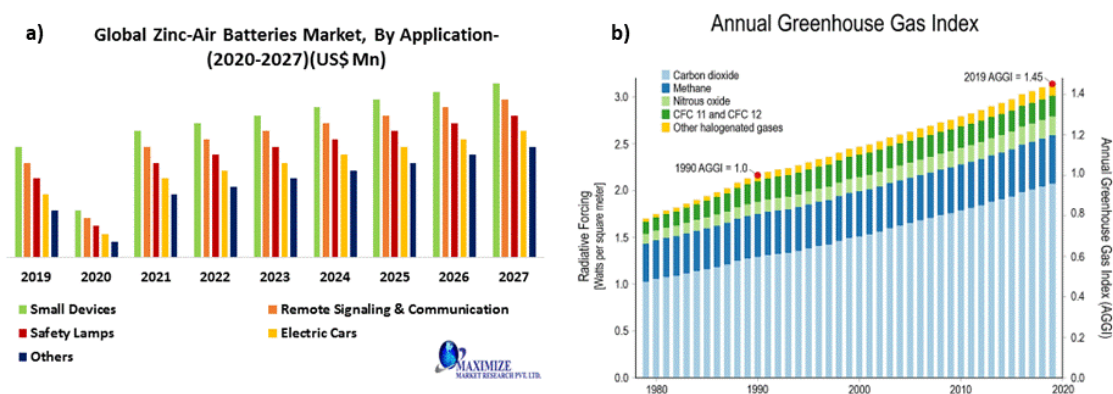 a)
Global Zinc-Air Batteries Market, By Application-
(2020-2027)(US$ Mn)
2019 2020 2021 2022 2023 2024 2025 2026 2027
Small Devices Remote Signaling & Communication
Safety Lamps Electric Cars
Others
MAXIMIZE
MARKET RESEARCH PVT. LTD.
b)
Annual Greenhouse Gas Index
Carbon dioxide
Methane
Nitrous oxide
CFC 11 and CFC 12
Other halogenated gases
2019 AGGI = 1.45
1990 AGGI = 1.0
Radiative Forcing
[Watts per square meter]
3.0
2.5
2.0
1.5
1.0
0.5
0.0
1.4
1.2
1.0
0.8
0.6
0.4
0.2
0.0
Annual Greenhouse Gas Index (AGGI)
1980 1990 2000 2010 2020